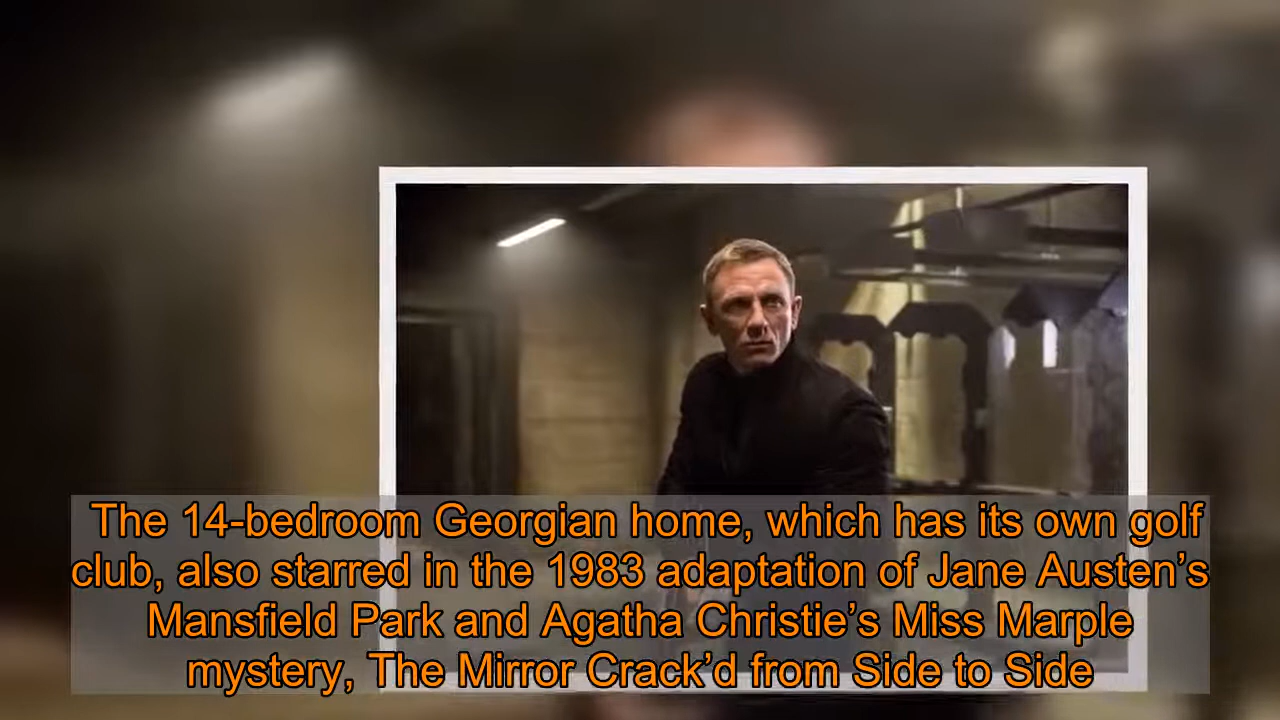 The 14-bedroom Georgian home, which has its own golf
club, also starred in the 1983 adaptation of Jane Austen’s
Mansfield Park and Agatha Christie’s Miss Marple
mystery, The Mirror Crack’d from Side to Side